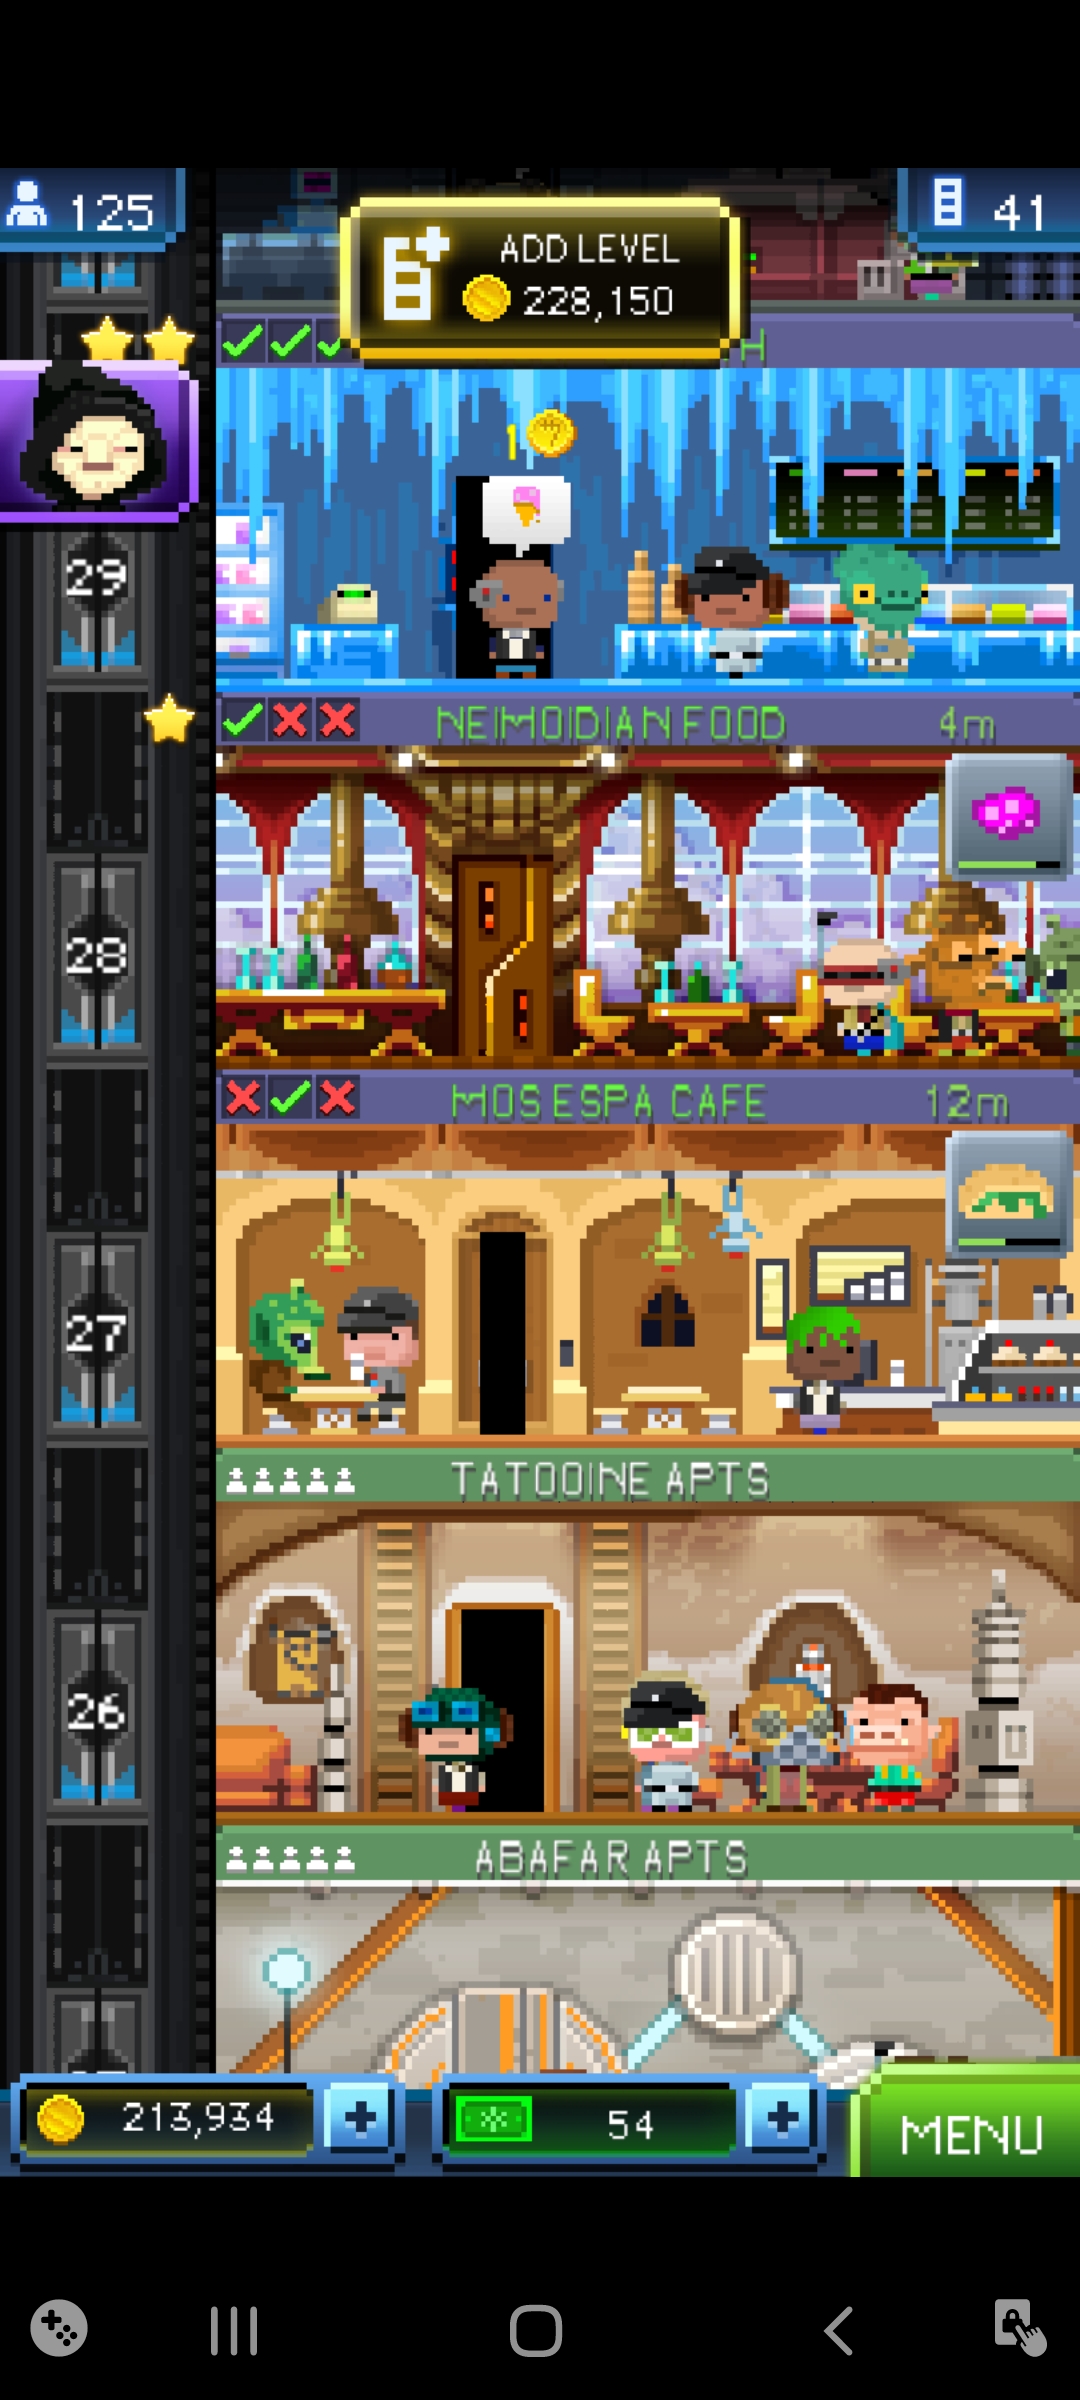 125
ADD LEVEL
228,150
41
H
1
29
NEIMOIDIAN FOOD 4m
28
MOS ESPA CAFE 12m
27
TATOOINE APTS
26
ABAFAR APTS
213,934
54
MENU